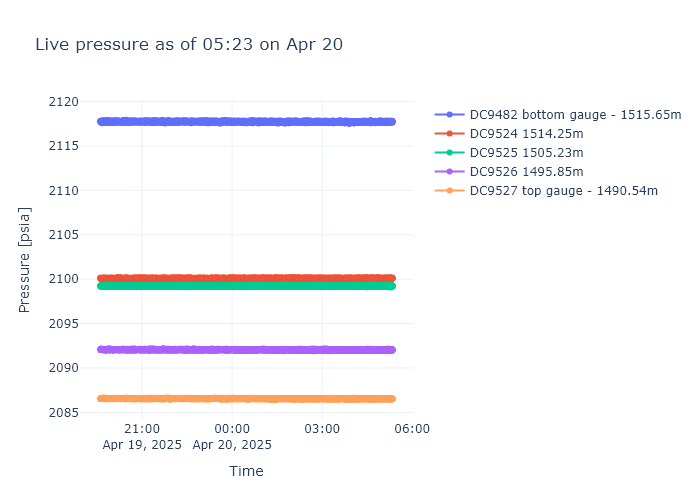 Live pressure as of 05:23 on Apr 20
2120
2115
2110
2105
2100
2095
2090
2085
Pressure [psia]
21:00
Apr 19, 2025
00:00
Apr 20, 2025
03:00
06:00
Time
DC9482 bottom gauge - 1515.65m
DC9524 1514.25m
DC9525 1505.23m
DC9526 1495.85m
DC9527 top gauge - 1490.54m